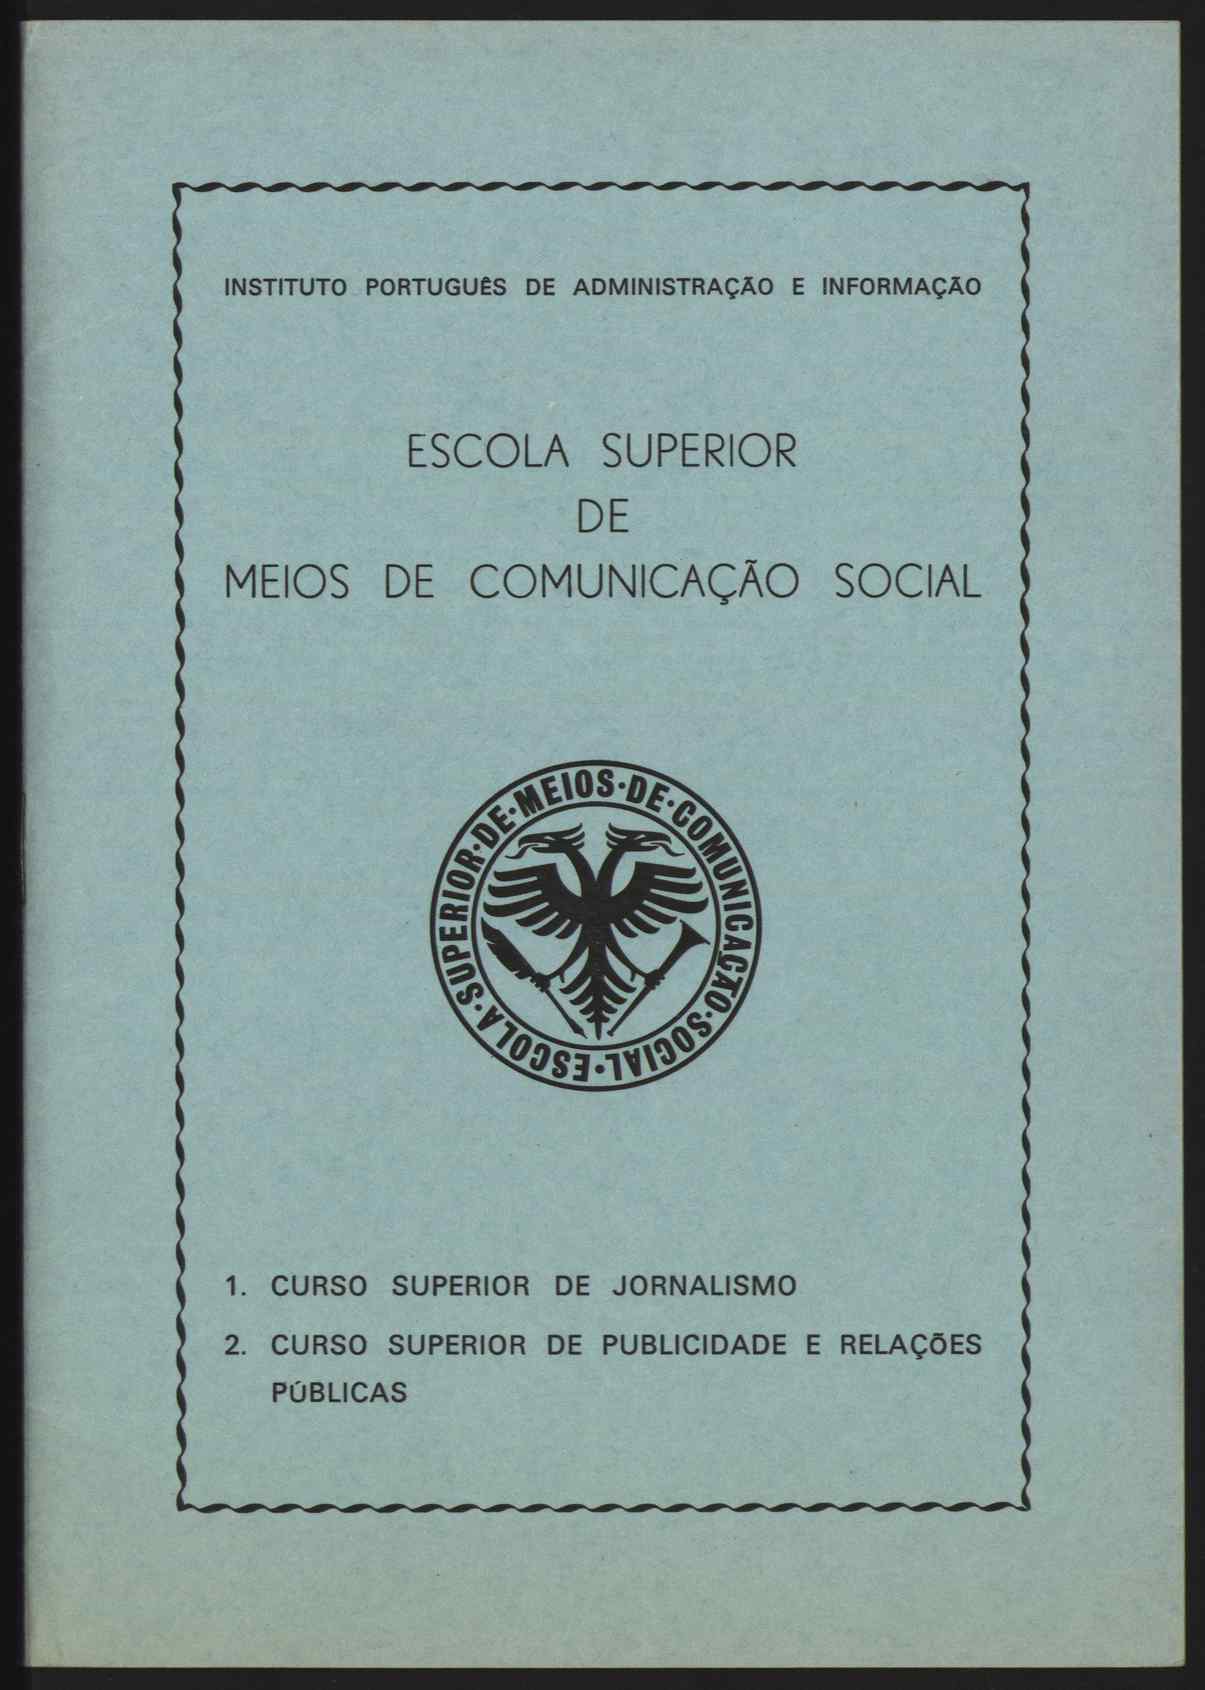 INSTITUTO PORTUGUÊS DE ADMINISTRAÇÃO E INFORMAÇÃO
ESCOLA SUPERIOR
DE
MEIOS DE COMUNICAÇÃO SOCIAL
ESCOLA·SUPERIOR·DE·MEIOS·DE·COMUNICAÇÃO·SOCIAL·
1. CURSO SUPERIOR DE JORNALISMO
2. CURSO SUPERIOR DE PUBLICIDADE E RELAÇÕES
PÚBLICAS